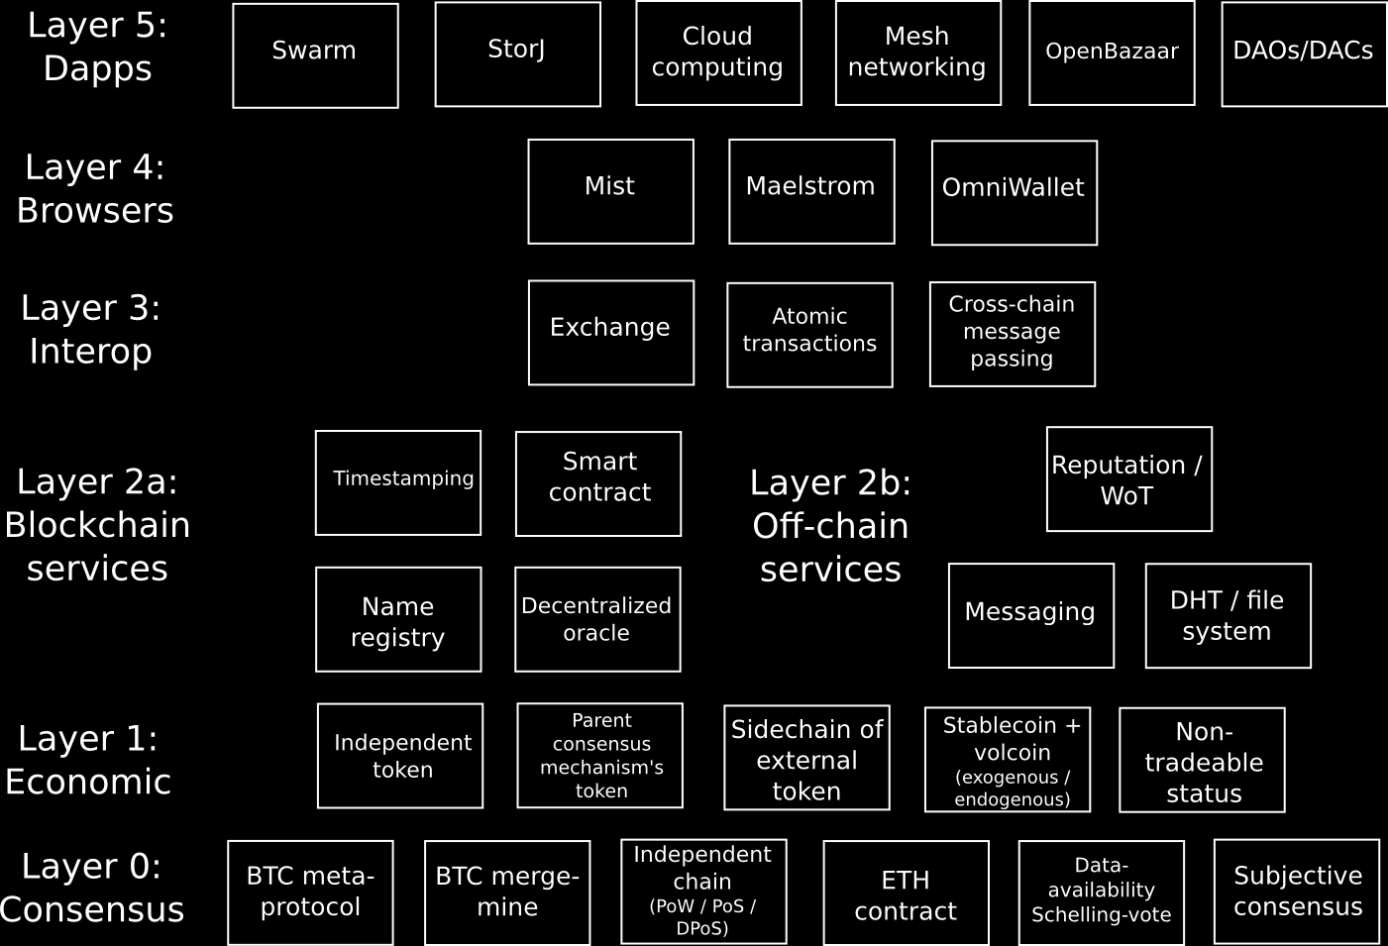 Layer 5:
Dapps
Swarm
StorJ
Cloud
computing
Mesh
networking
OpenBazaar
DAOs/DACs
Layer 4:
Browsers
Mist
Maelstrom
OmniWallet
Layer 3:
Interop
Exchange
Atomic
transactions
Cross-chain
message
passing
Layer 2a:
Blockchain
services
Timestamping
Smart
contract
Name
registry
Decentralized
oracle
Layer 2b:
Off-chain
services
Reputation /
WoT
Messaging
DHT / file
system
Layer 1:
Economic
Independent
token
Parent
consensus
mechanism's
token
Sidechain of
external
token
Stablecoin +
volcoin
(exogenous /
endogenous)
Non-
tradeable
status
Layer 0:
Consensus
BTC meta-
protocol
BTC merge-
mine
Independent
chain
(PoW / PoS /
DPoS)
ETH
contract
Data-
availability
Schelling-vote
Subjective
consensus